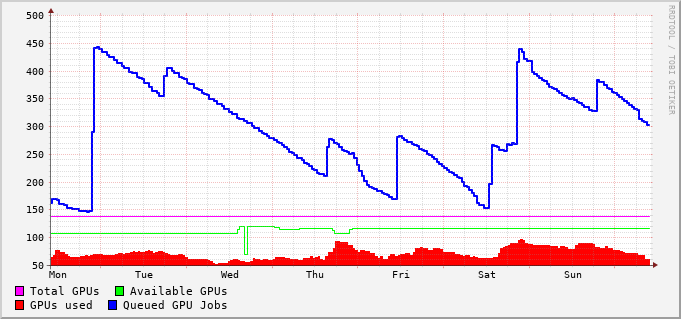 500
450
400
350
300
250
200
150
100
50
Mon Tue Wed Thu Fri Sat Sun
Total GPUs Available GPUs
GPUs used Queued GPU Jobs
RRDTOOL / TOBI OETIKER